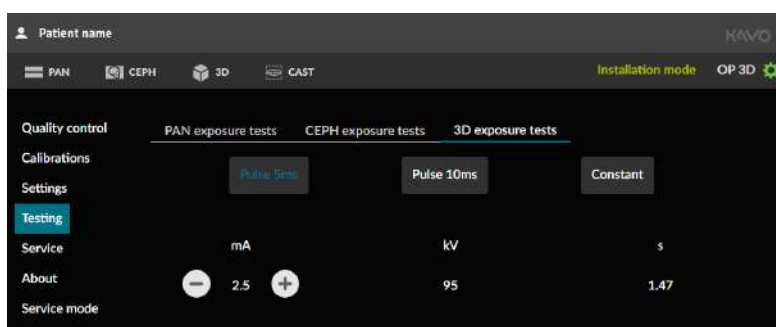 Patient name
KAVO
PAN CEPH 3D CAST Installation mode OP 3D
Quality control
PAN exposure tests CEPH exposure tests 3D exposure tests
Calibrations
Pulse 5ms Pulse 10ms Constant
Settings
Testing
Service mA kV s
About 2.5 95 1.47
Service mode